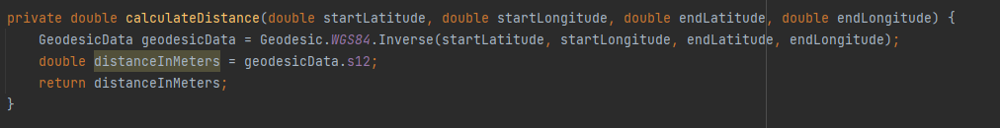 private double calculateDistance(double startLatitude, double startLongitude, double endLatitude, double endLongitude) {
    GeodesicData geodesicData = Geodesic.WGS84.Inverse(startLatitude, startLongitude, endLatitude, endLongitude);
    double distanceInMeters = geodesicData.s12;
    return distanceInMeters;
}